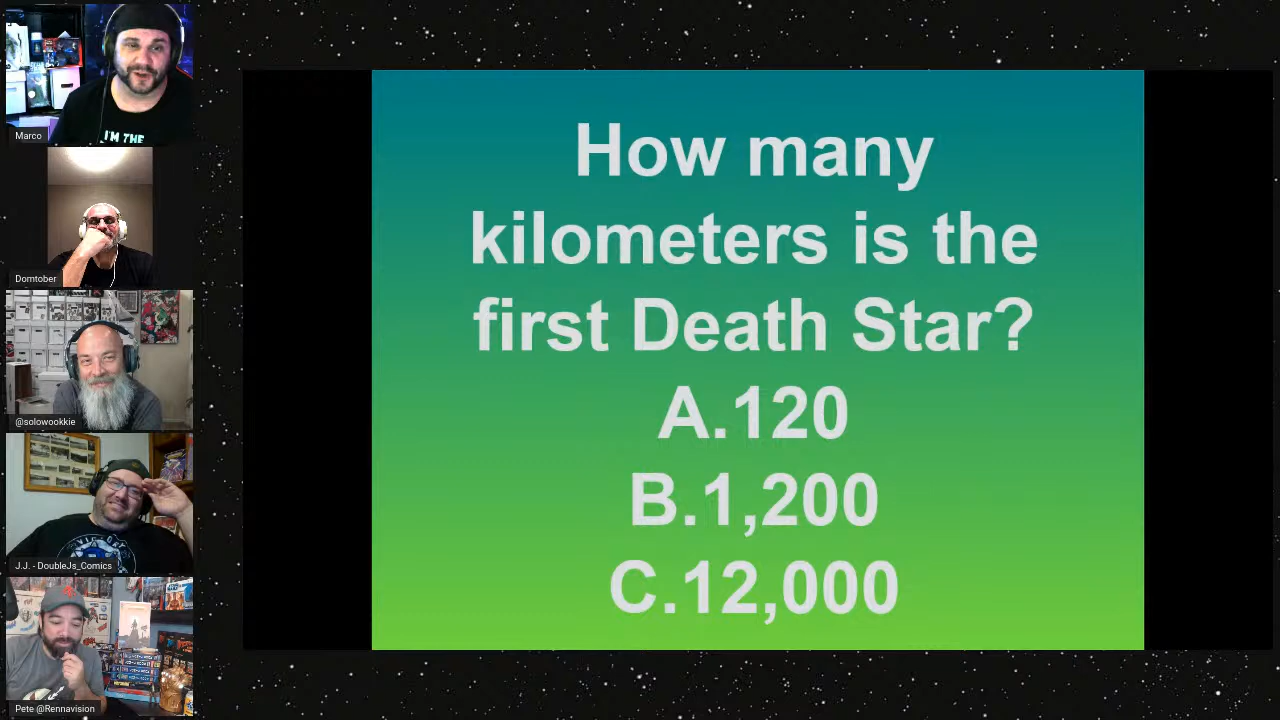 Marco
I'M THE
Domtober
@solowookkie
J.J. - DoubleJs_Comics
Pete @Rennavision
How many
kilometers is the
first Death Star?
A.120
B.1,200
C.12,000